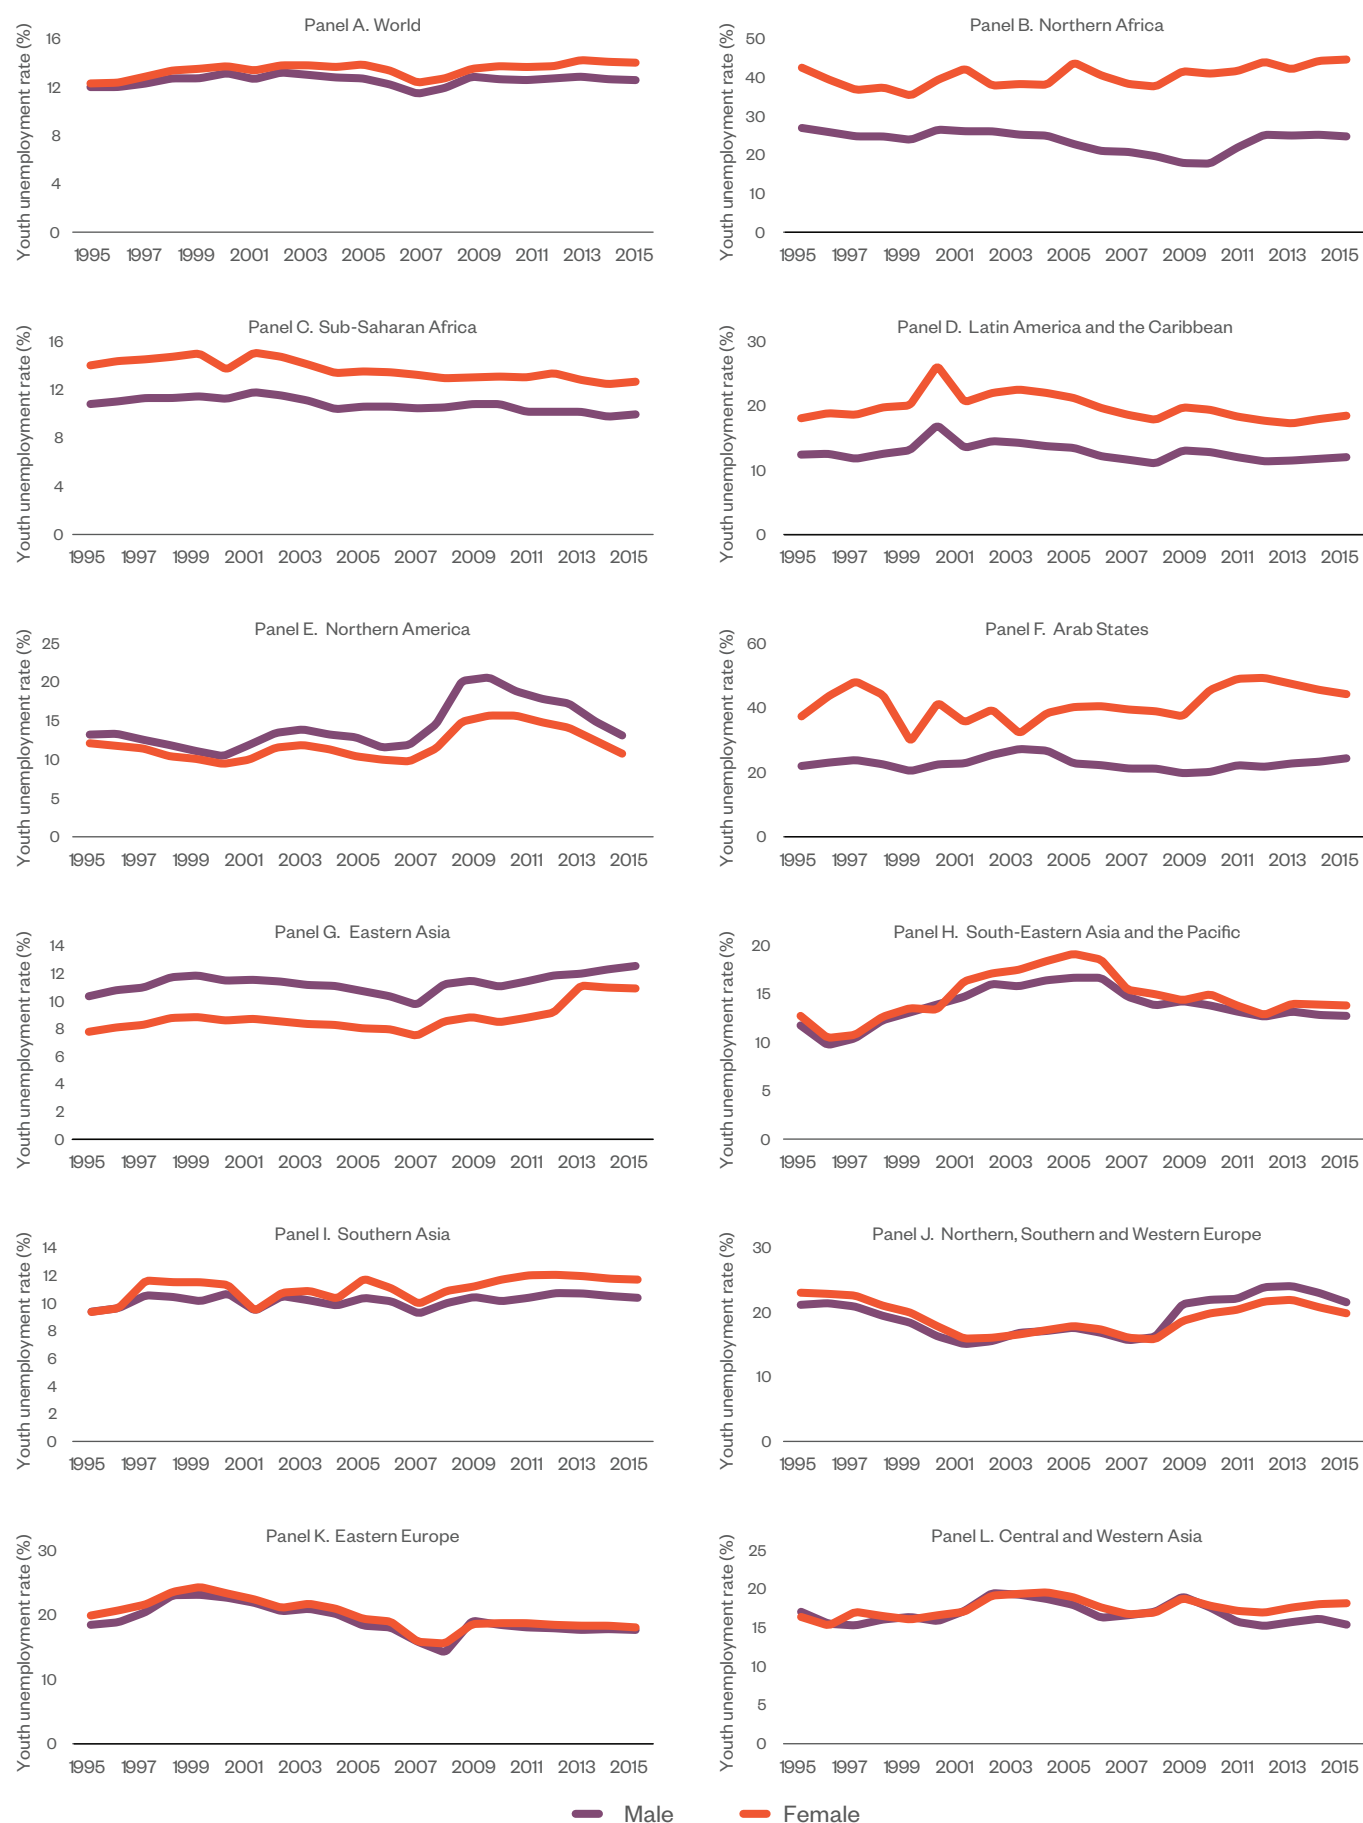 Panel A. World
Youth unemployment rate (%)
16
12
8
4
0
1995 1997 1999 2001 2003 2005 2007 2009 2011 2013 2015
Panel B. Northern Africa
Youth unemployment rate (%)
50
40
30
20
10
0
1995 1997 1999 2001 2003 2005 2007 2009 2011 2013 2015
Panel C. Sub-Saharan Africa
Youth unemployment rate (%)
16
12
8
4
0
1995 1997 1999 2001 2003 2005 2007 2009 2011 2013 2015
Panel D. Latin America and the Caribbean
Youth unemployment rate (%)
30
20
10
0
1995 1997 1999 2001 2003 2005 2007 2009 2011 2013 2015
Panel E. Northern America
Youth unemployment rate (%)
25
20
15
10
5
0
1995 1997 1999 2001 2003 2005 2007 2009 2011 2013 2015
Panel F. Arab States
Youth unemployment rate (%)
60
40
20
0
1995 1997 1999 2001 2003 2005 2007 2009 2011 2013 2015
Panel G. Eastern Asia
Youth unemployment rate (%)
14
12
10
8
6
4
2
0
1995 1997 1999 2001 2003 2005 2007 2009 2011 2013 2015
Panel H. South-Eastern Asia and the Pacific
Youth unemployment rate (%)
20
15
10
5
0
1995 1997 1999 2001 2003 2005 2007 2009 2011 2013 2015
Panel I. Southern Asia
Youth unemployment rate (%)
14
12
10
8
6
4
2
0
1995 1997 1999 2001 2003 2005 2007 2009 2011 2013 2015
Panel J. Northern, Southern and Western Europe
Youth unemployment rate (%)
30
20
10
0
1995 1997 1999 2001 2003 2005 2007 2009 2011 2013 2015
Panel K. Eastern Europe
Youth unemployment rate (%)
30
20
10
0
1995 1997 1999 2001 2003 2005 2007 2009 2011 2013 2015
Panel L. Central and Western Asia
Youth unemployment rate (%)
25
20
15
10
5
0
1995 1997 1999 2001 2003 2005 2007 2009 2011 2013 2015
Male Female